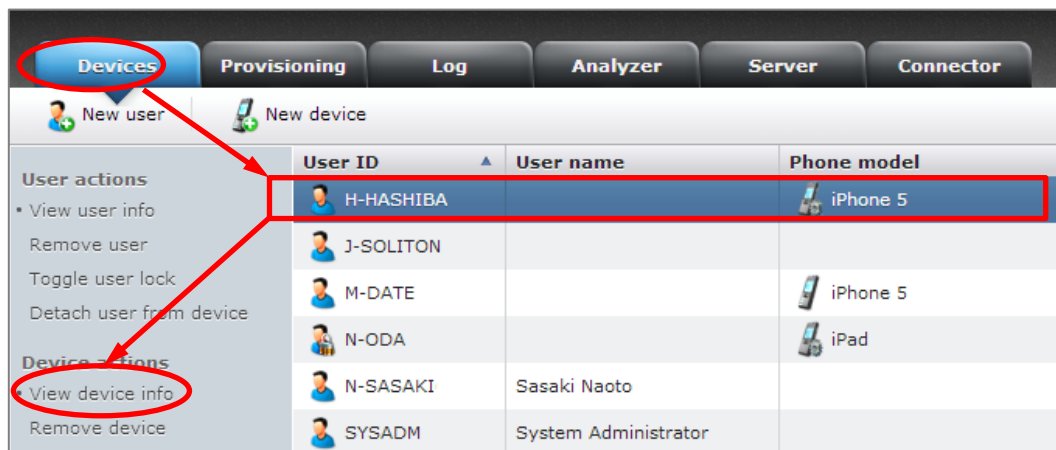 Devices Provisioning Log Analyzer Server Connector
New user New device
User ID User name Phone model
User actions
View user info
Remove user
Toggle user lock
Detach user from device
Device actions
View device info
Remove device
H-HASHIBA iPhone 5
J-SOLITON
M-DATE iPhone 5
N-ODA iPad
N-SASAKI Sasaki Naoto
SYSADM System Administrator